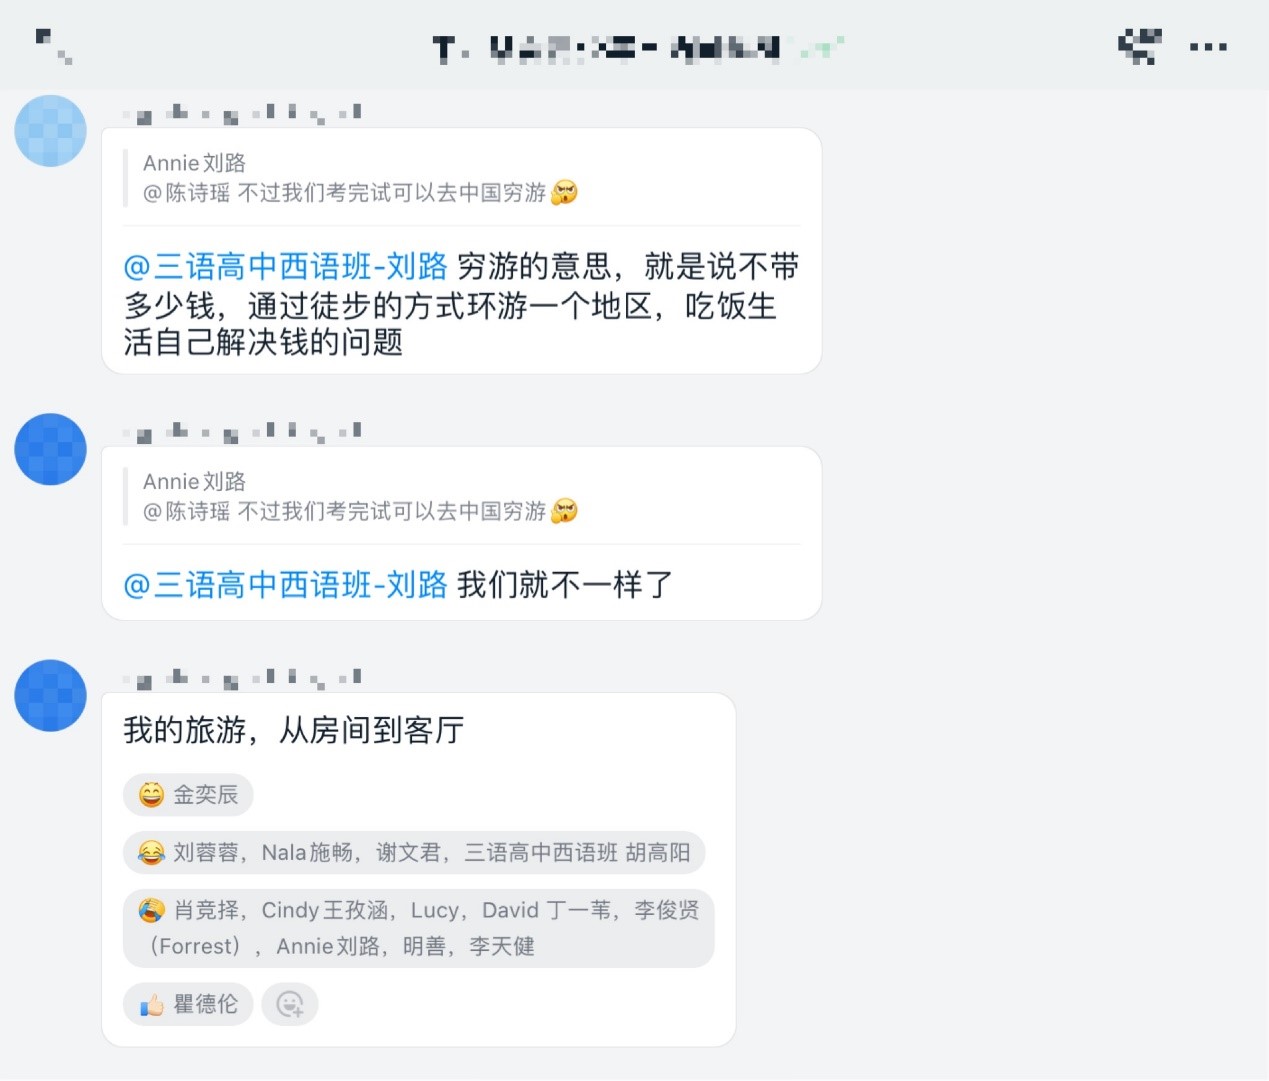 Annie刘路
@陈诗瑶 不过我们考完试可以去中国穷游
@三语高中西语班-刘路 穷游的意思，就是说不带
多少钱，通过徒步的方式环游一个地区，吃饭生
活自己解决钱的问题
Annie刘路
@陈诗瑶 不过我们考完试可以去中国穷游
@三语高中西语班-刘路 我们就不一样了
我的旅游，从房间到客厅
金奕辰
刘蓉蓉，Nala施畅，谢文君，三语高中西语班 胡高阳
肖竞择，Cindy王孜涵，Lucy，David 丁一苇，李俊贤
（Forrest），Annie刘路，明善，李天健
瞿德伦